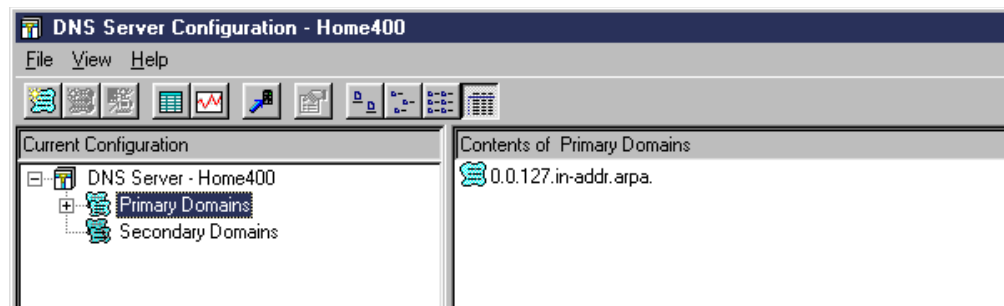 DNS Server Configuration - Home400
File View Help
Current Configuration
Contents of Primary Domains
DNS Server - Home400
0.0.127.in-addr.arpa.
Primary Domains
Secondary Domains